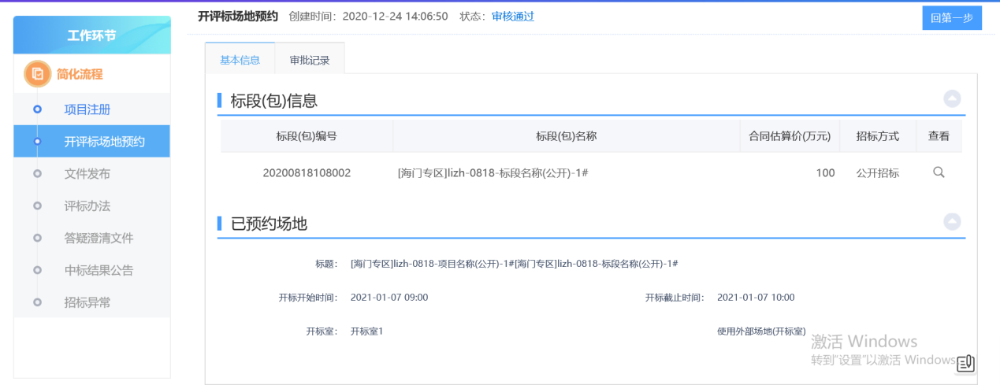 开评标场地预约 创建时间：2020-12-24 14:06:50 状态：审核通过 回第一步
工作环节
简化流程
项目注册
开评标场地预约
文件发布
评标办法
答疑澄清文件
中标结果公告
招标异常
基本信息 审批记录
标段(包)信息
标段(包)编号 标段(包)名称 合同估算价(万元) 招标方式 查看
20200818108002 [海门专区]lizh-0818-标段名称(公开)-1# 100 公开招标
已预约场地
标题： [海门专区]lizh-0818-项目名称(公开)-1#[海门专区]lizh-0818-标段名称(公开)-1#
开标开始时间： 2021-01-07 09:00 开标截止时间： 2021-01-07 10:00
开标室： 开标室1 使用外部场地(开标室)
激活 Windows
转到"设置"以激活 Windows。